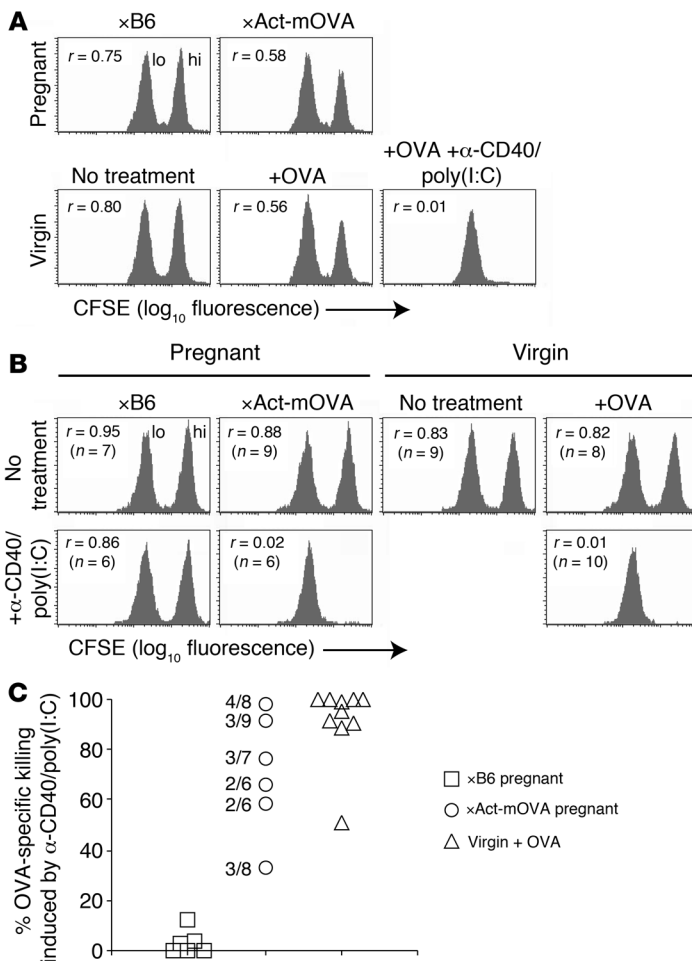 A
×B6
×Act-mOVA
Pregnant
r = 0.75
lo
hi
r = 0.58
No treatment
+OVA
+OVA +α-CD40/
poly(I:C)
Virgin
r = 0.80
r = 0.56
r = 0.01
CFSE (log10 fluorescence)
B
Pregnant
Virgin
×B6
×Act-mOVA
No treatment
+OVA
No
treatment
r = 0.95
(n = 7)
lo
hi
r = 0.88
(n = 9)
r = 0.83
(n = 9)
r = 0.82
(n = 8)
+α-CD40/
poly(I:C)
r = 0.86
(n = 6)
r = 0.02
(n = 6)
r = 0.01
(n = 10)
CFSE (log10 fluorescence)
C
% OVA-specific killing
induced by α-CD40/poly(I:C)
100
80
60
40
20
0
4/8
3/9
3/7
2/6
2/6
3/8
×B6 pregnant
×Act-mOVA pregnant
Virgin + OVA